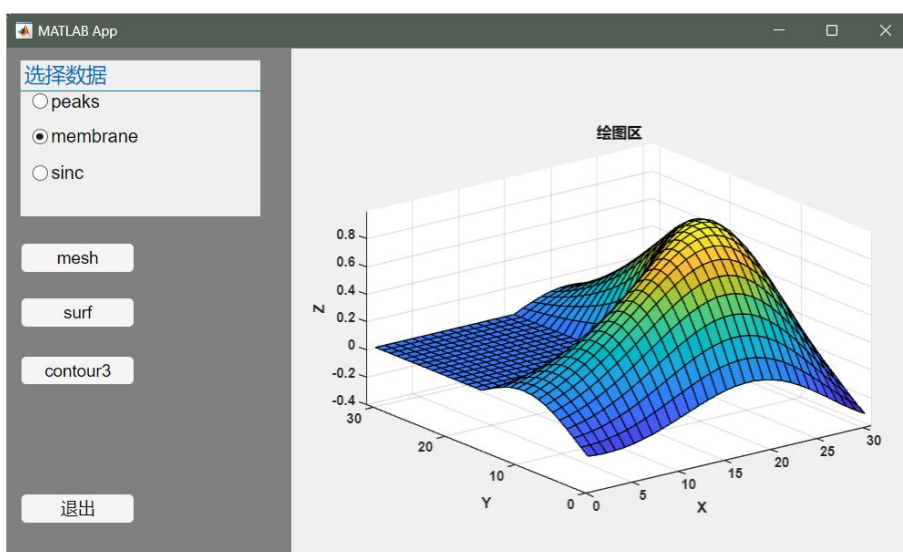 MATLAB App
选择数据
peaks
membrane
sinc
mesh
surf
contour3
退出
绘图区
0.8
0.6
0.4
0.2
0
-0.2
-0.4
Z
30
20
10
0
Y
0
5
10
15
20
25
30
X